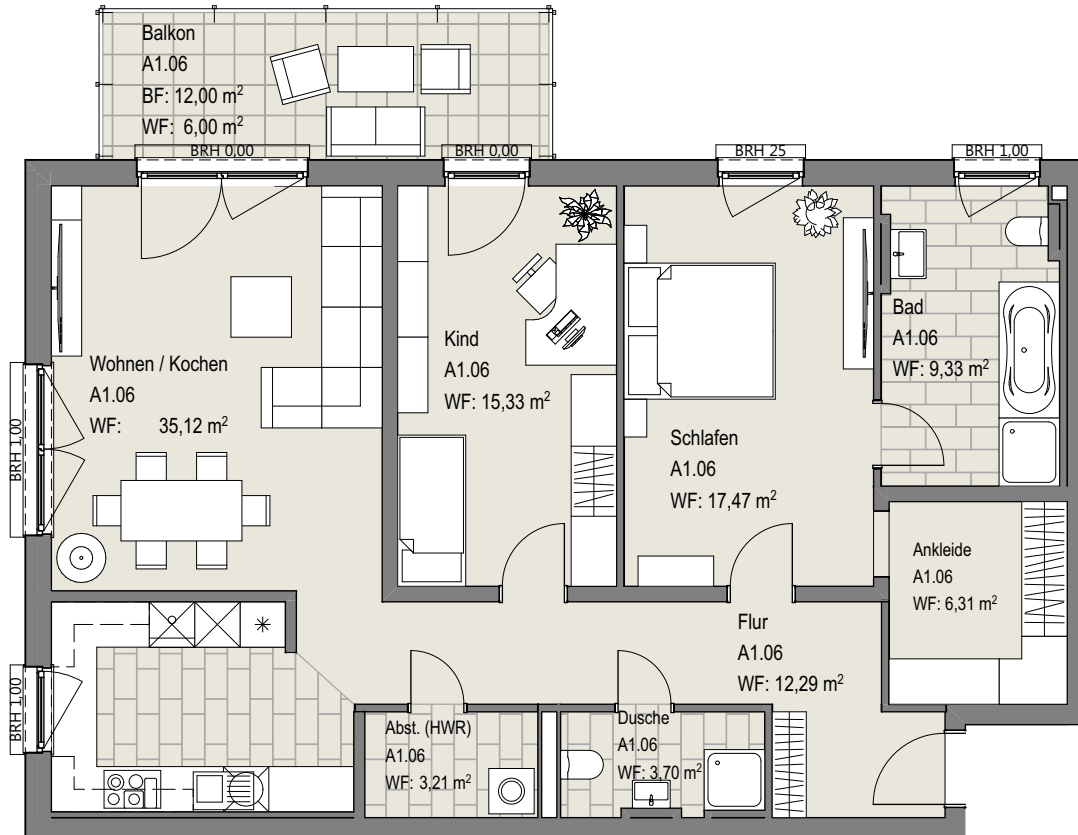 Balkon
A1.06
BF: 12,00 m²
WF: 6,00 m²
BRH 0,00
BRH 0,00
BRH 25
BRH 1,00
Wohnen / Kochen
A1.06
WF: 35,12 m²
BRH 1,00
Kind
A1.06
WF: 15,33 m²
Schlafen
A1.06
WF: 17,47 m²
Bad
A1.06
WF: 9,33 m²
Ankleide
A1.06
WF: 6,31 m²
Flur
A1.06
WF: 12,29 m²
BRH 1,00
Abst. (HWR)
A1.06
WF: 3,21 m²
Dusche
A1.06
WF: 3,70 m²